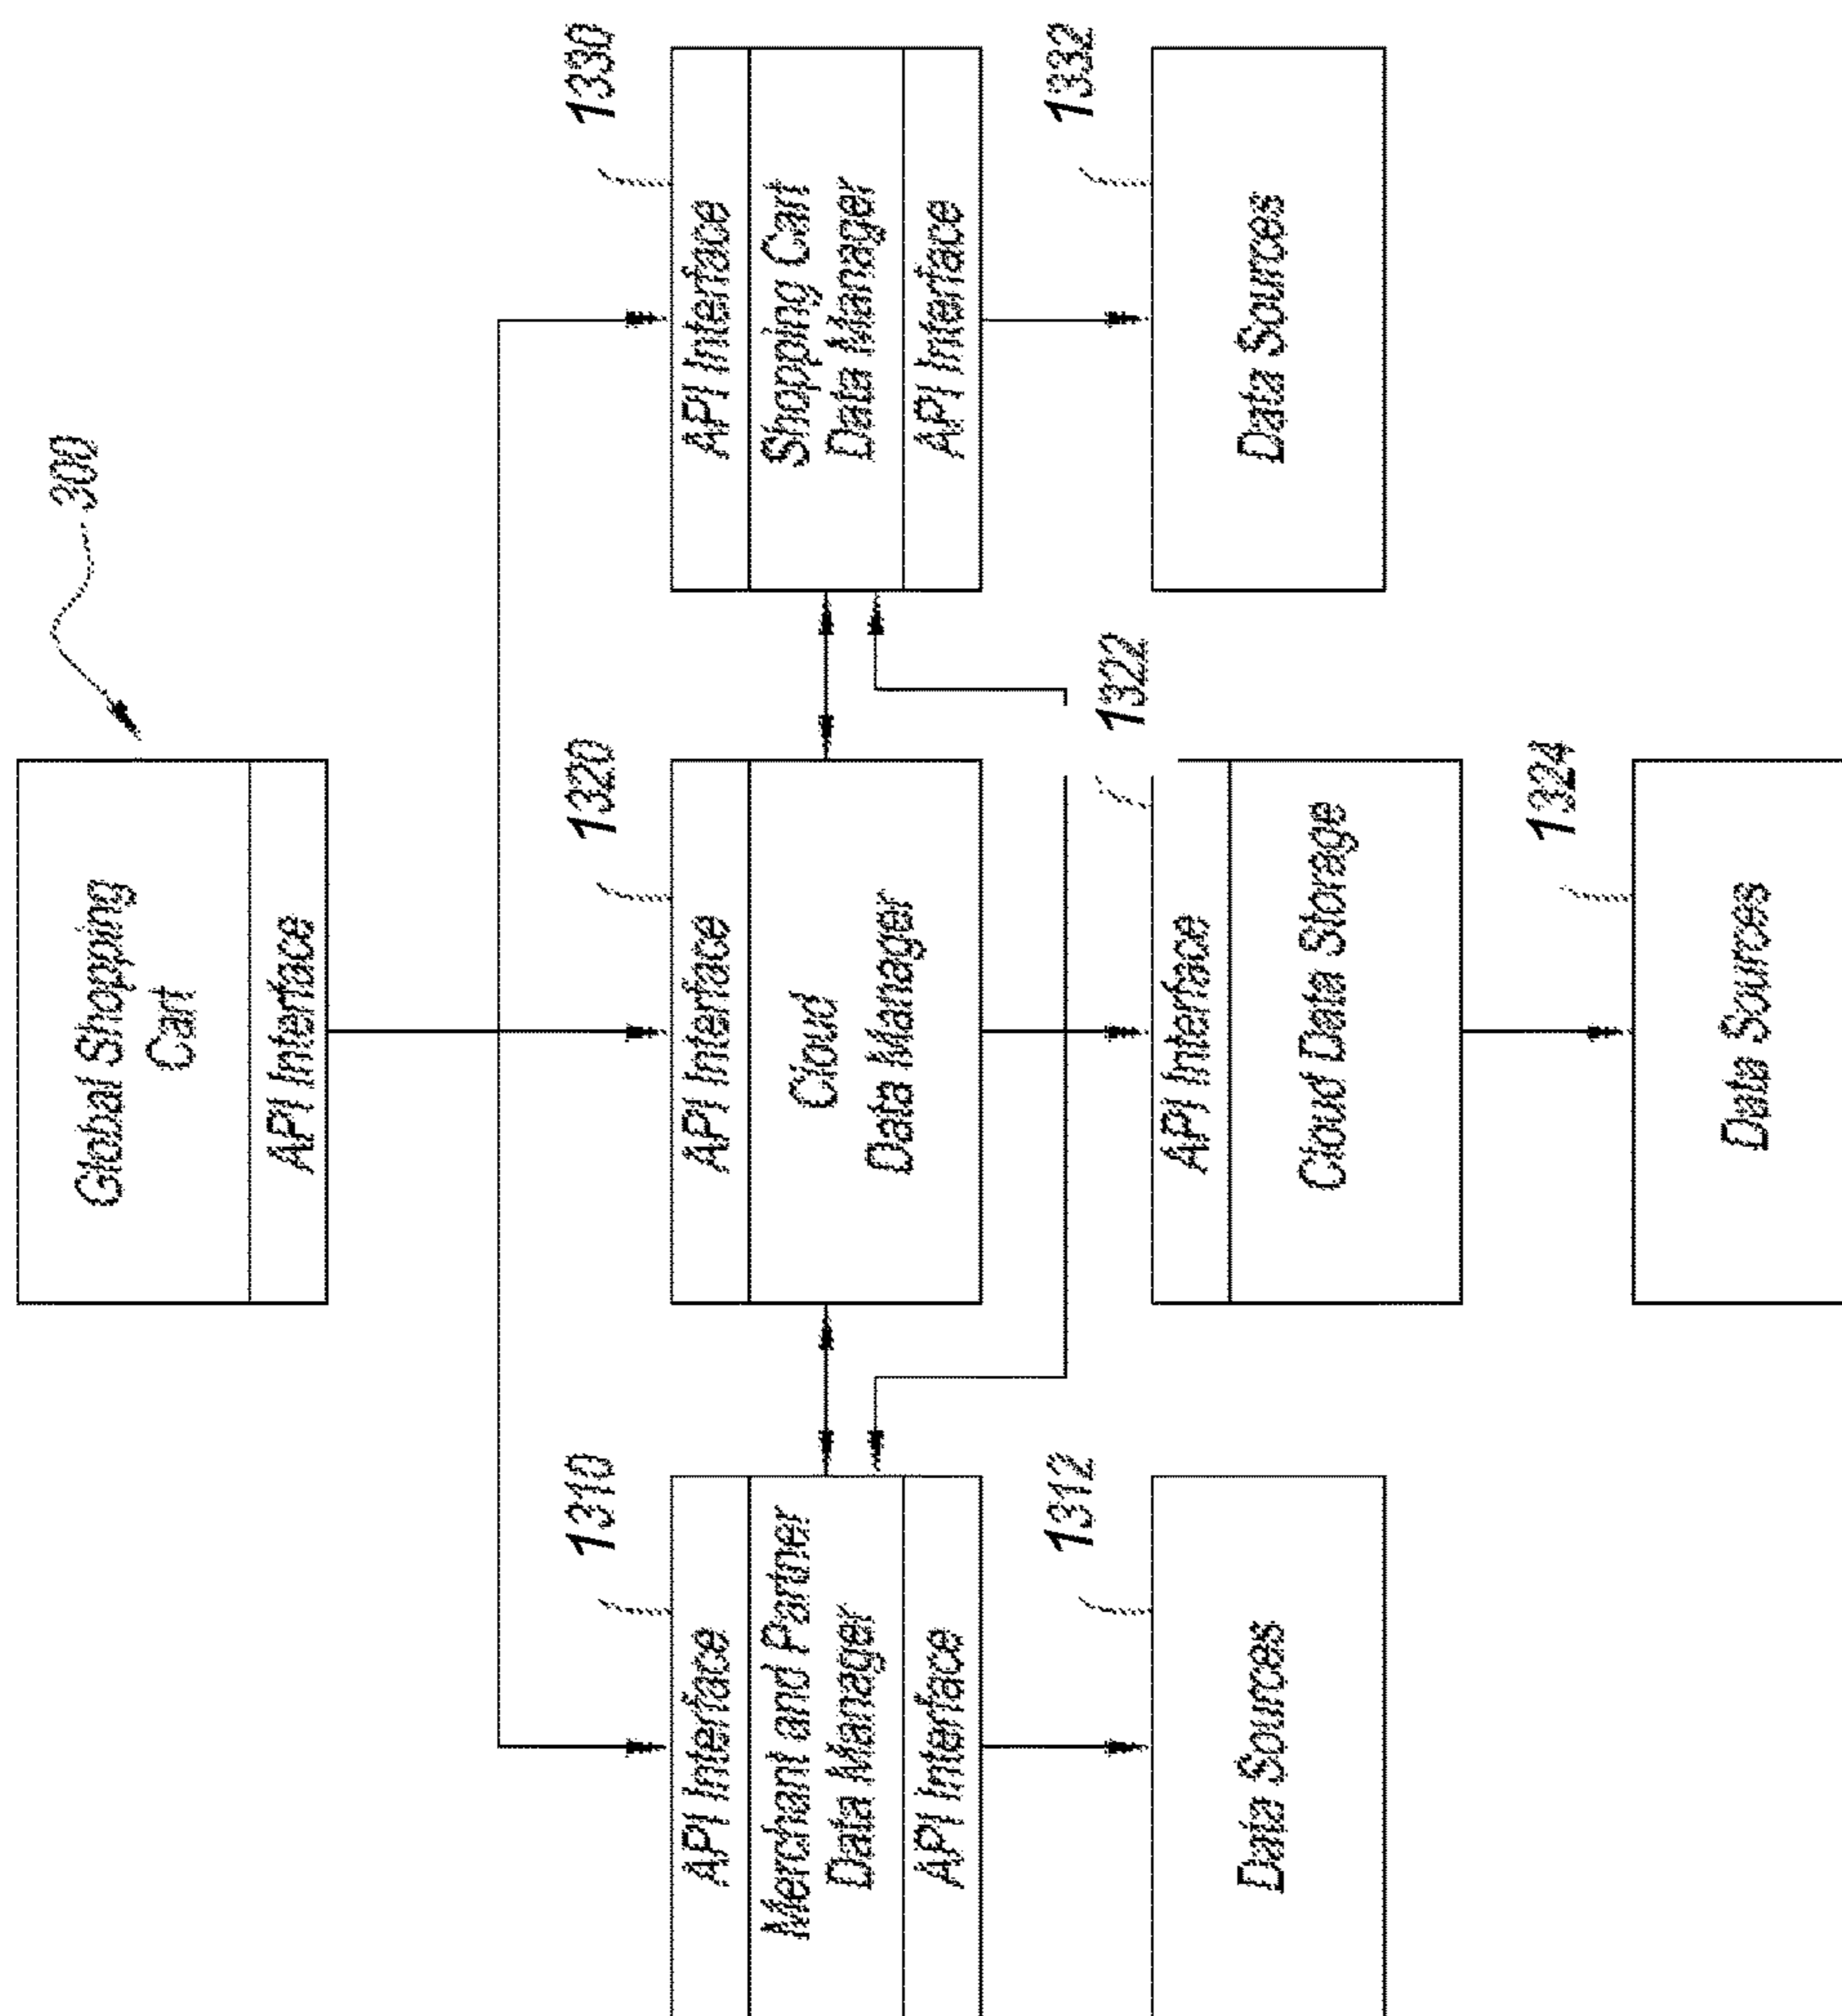 300
Global Shopping
Cart
API Interface
1310
API Interface
Merchant and Partner
Data Manager
API Interface
1320
API Interface
Cloud
Data Manager
1330
API Interface
Shopping Cart
Data Manager
API Interface
1312
Data Sources
1322
API Interface
Cloud Data Storage
1332
Data Sources
1324
Data Sources